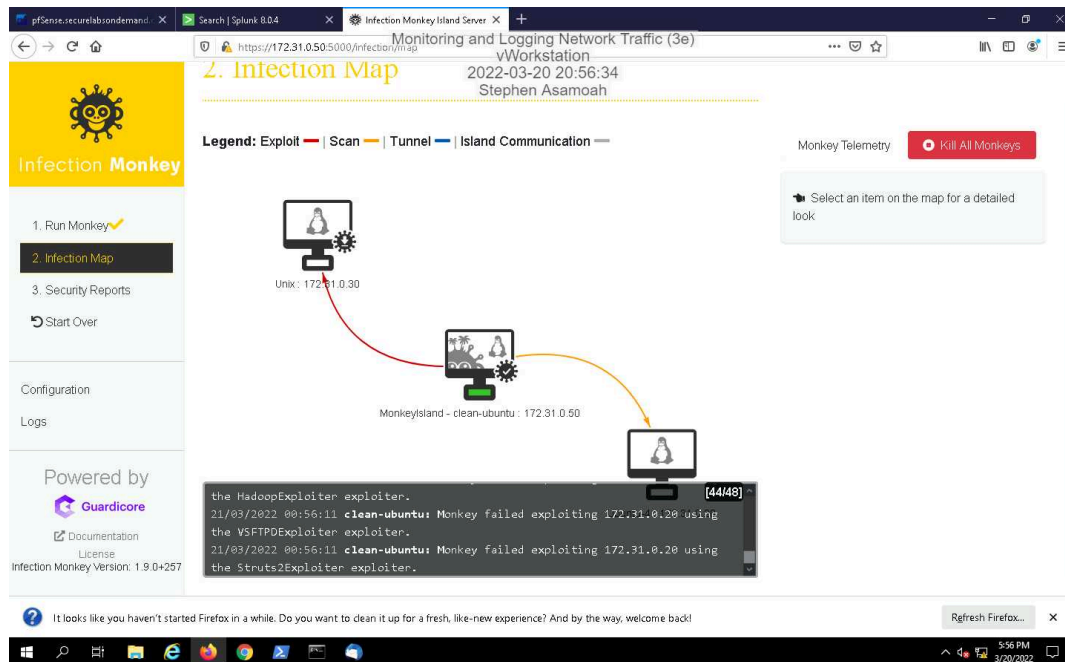 pfSense.securelabsondemand.
Search | Splunk 8.0.4
Infection Monkey Island Server
https://172.31.0.50:5000/infection/map
Monitoring and Logging Network Traffic (3e)
vWorkstation
2022-03-20 20:56:34
Stephen Asamoah
2. Infection Map
Legend: Exploit | Scan | Tunnel | Island Communication
Monkey Telemetry
Kill All Monkeys
Select an item on the map for a detailed
look
Infection Monkey
1. Run Monkey
2. Infection Map
3. Security Reports
Start Over
Configuration
Logs
Powered by
Guardicore
Documentation
License
Infection Monkey Version: 1.9.0+257
Unix : 172.31.0.30
MonkeyIsland - clean-ubuntu : 172.31.0.50
[44/48]
the HadoopExploiter exploiter.
21/03/2022 00:56:11 clean-ubuntu: Monkey failed exploiting 172.31.0.20 using
the VSFTPDExploiter exploiter.
21/03/2022 00:56:11 clean-ubuntu: Monkey failed exploiting 172.31.0.20 using
the Struts2Exploiter exploiter.
It looks like you haven't started Firefox in a while. Do you want to clean it up for a fresh, like-new experience? And by the way, welcome back!
Refresh Firefox...
5:56 PM
3/20/2022